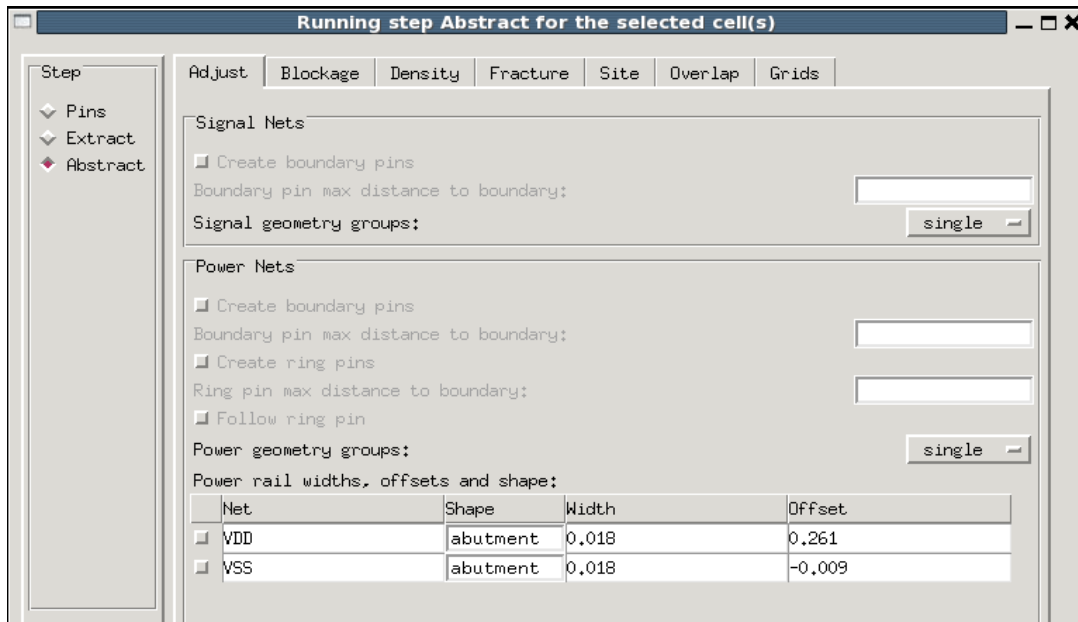 Running step Abstract for the selected cell(s)
Step
Pins
Extract
Abstract
Adjust Blockage Density Fracture Site Overlap Grids
Signal Nets
Create boundary pins
Boundary pin max distance to boundary:
Signal geometry groups: single
Power Nets
Create boundary pins
Boundary pin max distance to boundary:
Create ring pins
Ring pin max distance to boundary:
Follow ring pin
Power geometry groups: single
Power rail widths, offsets and shape:
Net Shape Width Offset
VDD abutment 0.018 0.261
VSS abutment 0.018 -0.009